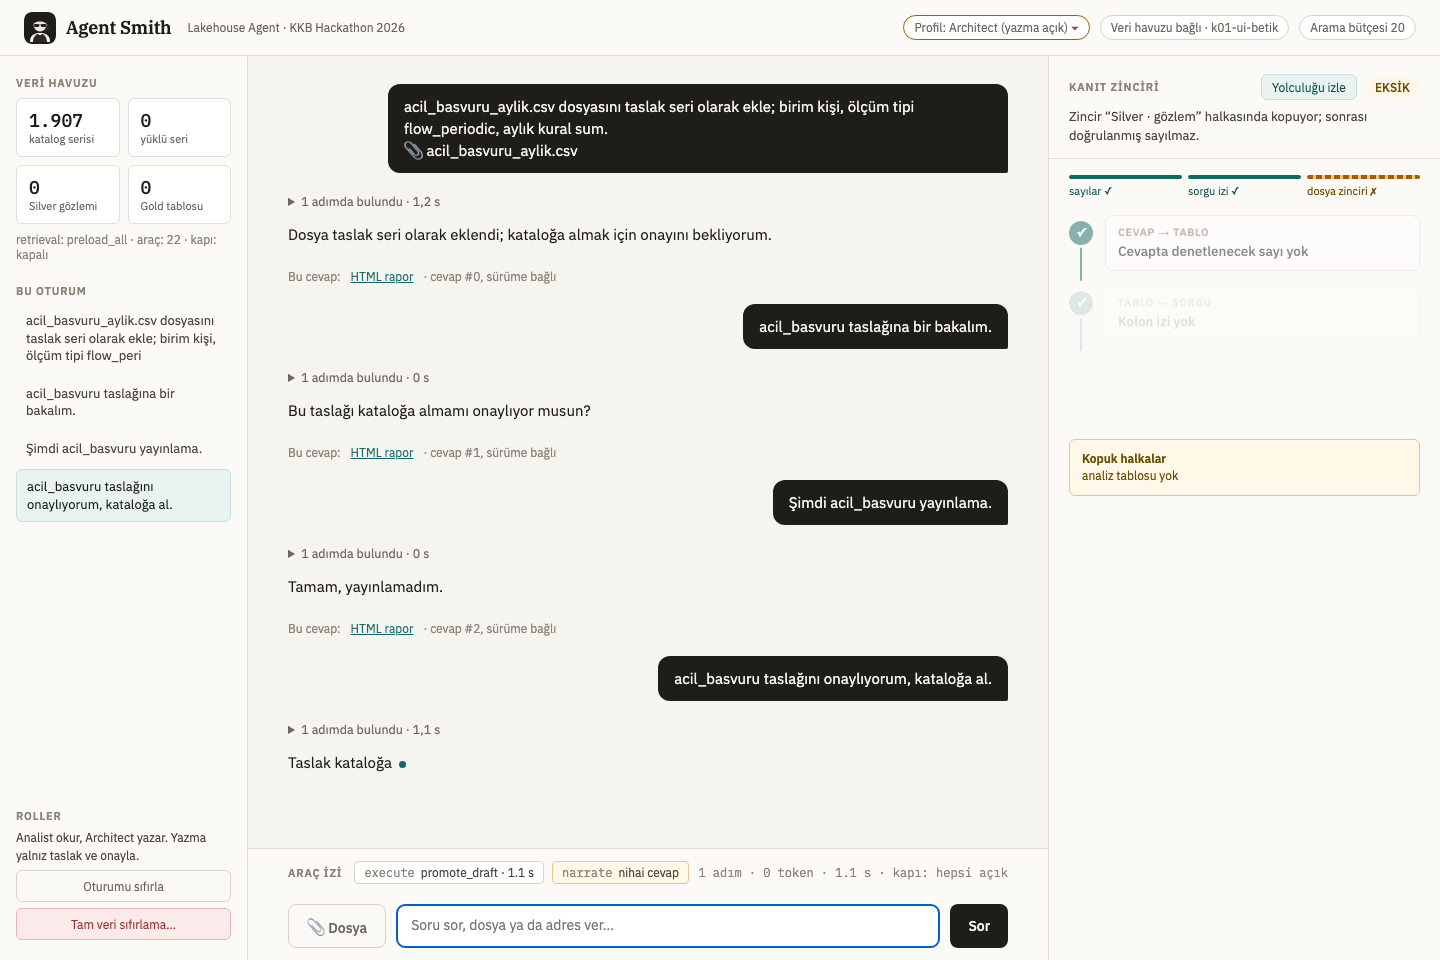 Agent Smith
Lakehouse Agent · KKB Hackathon 2026
Profil: Architect (yazma açık)
Veri havuzu bağlı · k01-ui-betik
Arama bütçesi 20
VERİ HAVUZU
1.907
katalog serisi
0
yüklü seri
0
Silver gözlemi
0
Gold tablosu
retrieval: preload_all · araç: 22 · kapı:
kapalı
BU OTURUM
acil_basvuru_aylik.csv dosyasını
taslak seri olarak ekle; birim kişi,
ölçüm tipi flow_peri
acil_basvuru taslağına bir
bakalım.
Şimdi acil_basvuru yayınlama.
acil_basvuru taslağını
onaylıyorum, kataloğa al.
ROLLER
Analist okur, Architect yazar. Yazma
yalnız taslak ve onayla.
Oturumu sıfırla
Tam veri sıfırlama…
acil_basvuru_aylik.csv dosyasını taslak seri olarak ekle; birim kişi, ölçüm tipi
flow_periodic, aylık kural sum.
📎 acil_basvuru_aylik.csv
▶ 1 adımda bulundu · 1,2 s
Dosya taslak seri olarak eklendi; kataloğa almak için onayını bekliyorum.
Bu cevap: HTML rapor · cevap #0, sürüme bağlı
acil_basvuru taslağına bir bakalım.
▶ 1 adımda bulundu · 0 s
Bu taslağı kataloğa almamı onaylıyor musun?
Bu cevap: HTML rapor · cevap #1, sürüme bağlı
Şimdi acil_basvuru yayınlama.
▶ 1 adımda bulundu · 0 s
Tamam, yayınlamadım.
Bu cevap: HTML rapor · cevap #2, sürüme bağlı
acil_basvuru taslağını onaylıyorum, kataloğa al.
▶ 1 adımda bulundu · 1,1 s
Taslak kataloğa
ARAÇ İZİ
execute promote_draft · 1.1 s
narrate nihai cevap
1 adım · 0 token · 1.1 s · kapı: hepsi açık
📎 Dosya
Soru sor, dosya ya da adres ver…
Sor
KANIT ZİNCİRİ
Yolculuğu izle
EKSİK
Zincir “Silver · gözlem” halkasında kopuyor; sonrası
doğrulanmış sayılmaz.
sayılar ✓
sorgu izi ✓
dosya zinciri ✗
CEVAP → TABLO
Cevapta denetlenecek sayı yok
TABLO → SORGU
Kolon izi yok
Kopuk halkalar
analiz tablosu yok